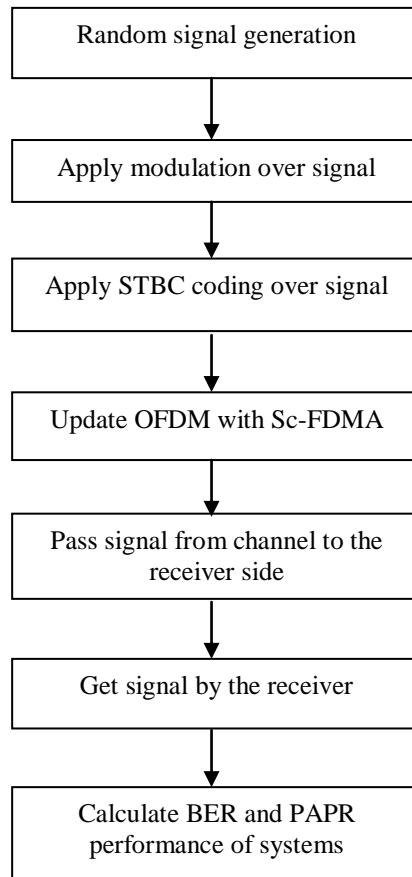 Random signal generation
Apply modulation over signal
Apply STBC coding over signal
Update OFDM with Sc-FDMA
Pass signal from channel to the
receiver side
Get signal by the receiver
Calculate BER and PAPR
performance of systems